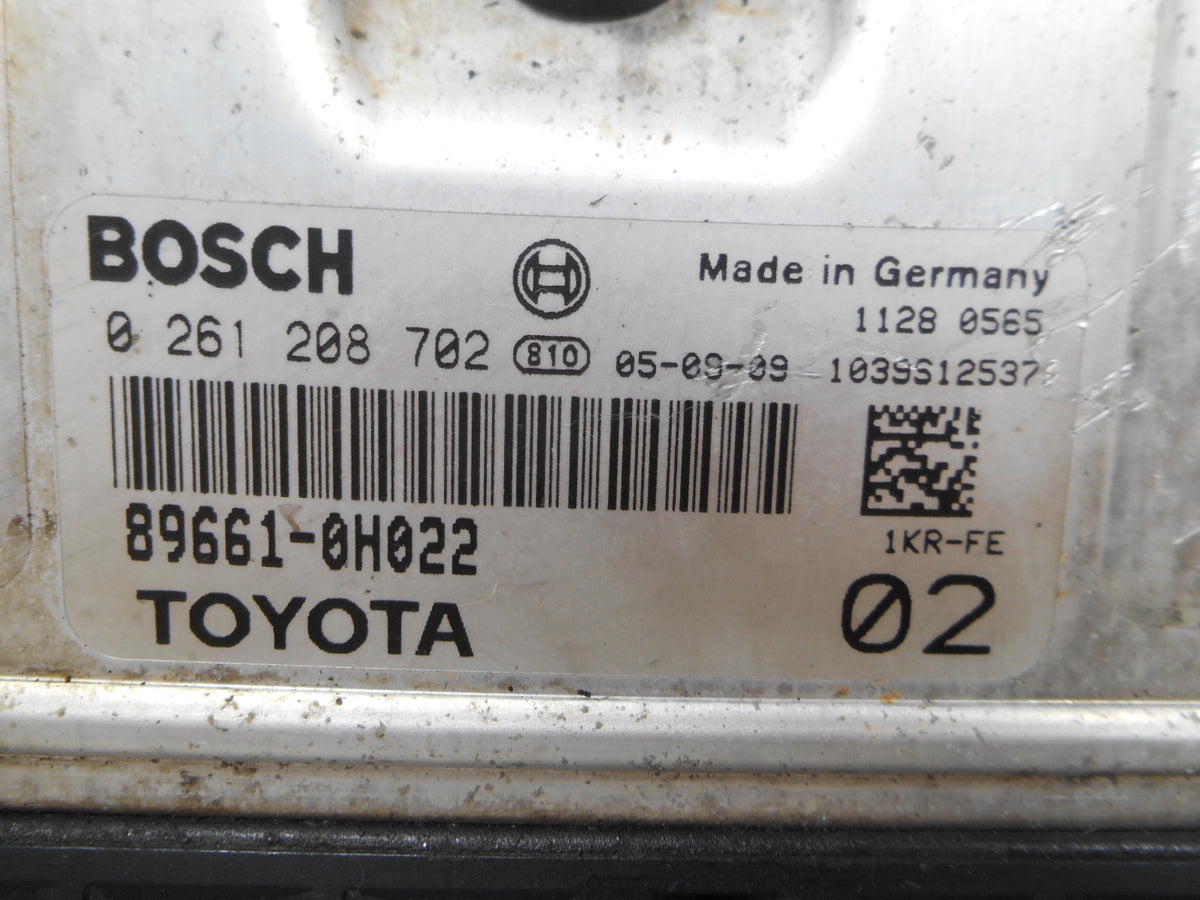 BOSCH
Made in Germany
1128 0565
0 261 208 702 810 05-09-09
89661-0H022
1KR-FE
TOYOTA
02